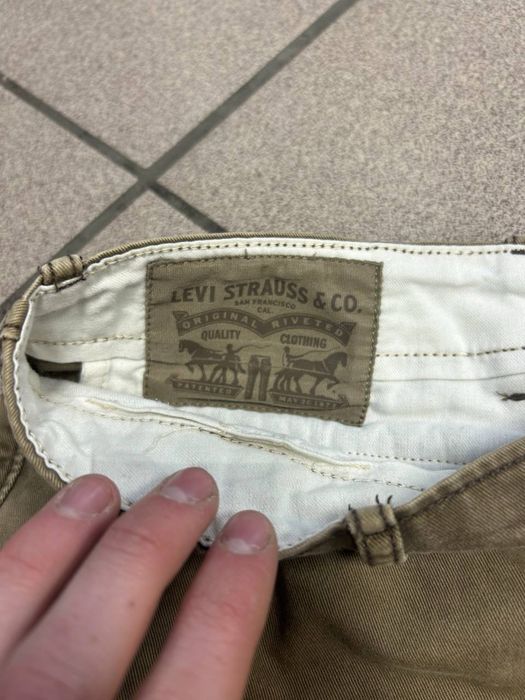 LEVI STRAUSS & CO.
SAN FRANCISCO
CAL.
ORIGINAL RIVETED
QUALITY CLOTHING
PATENTED MAY 20 1873